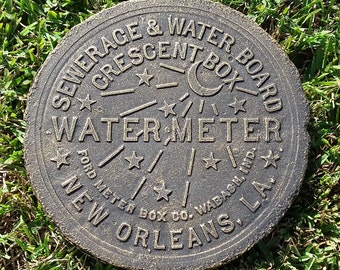 SEWERAGE & WATER BOARD
CRESCENT BOX
WATER METER
FORD METER BOX CO. WABASH, IND.
NEW ORLEANS, LA.